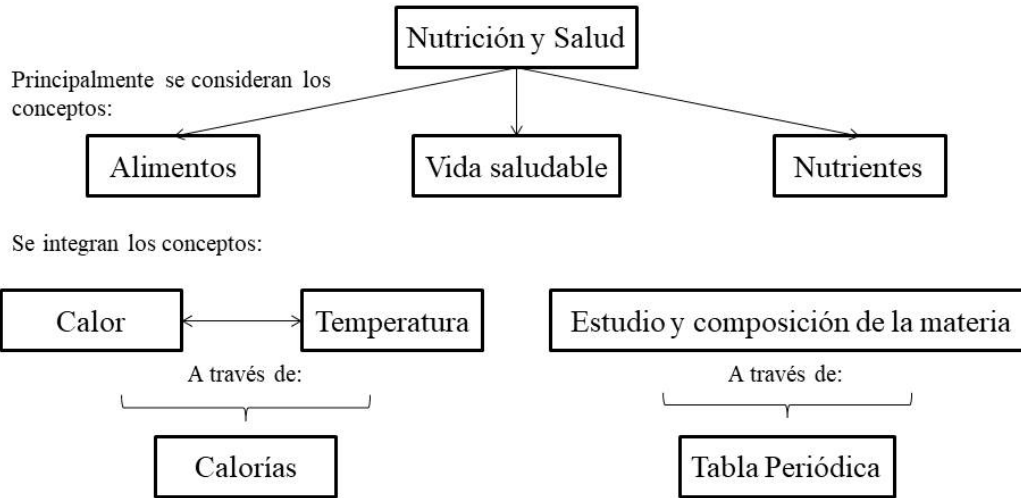 Nutrición y Salud
Principalmente se consideran los
conceptos:
Alimentos
Vida saludable
Nutrientes
Se integran los conceptos:
Calor
Temperatura
Estudio y composición de la materia
A través de:
A través de:
Calorías
Tabla Periódica